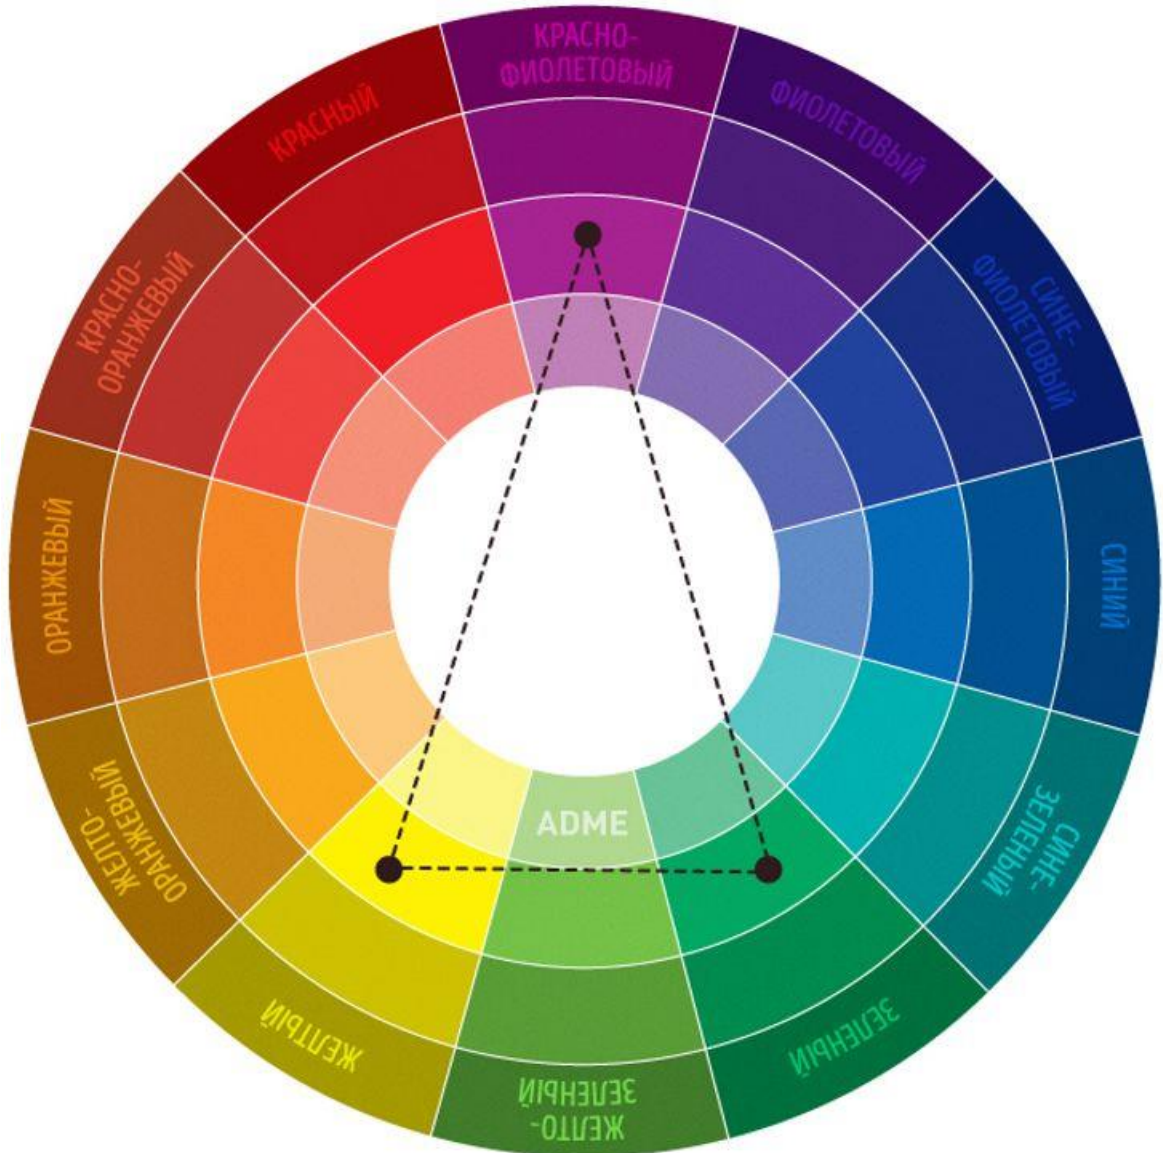 КРАСНО-
ФИОЛЕТОВЫЙ
ФИОЛЕТОВЫЙ
СИНЕ-
ФИОЛЕТОВЫЙ
СИНИЙ
СИНЕ-
ЗЕЛЕНЫЙ
ЗЕЛЕНЫЙ
ЖЕЛТО-
ЗЕЛЕНЫЙ
ЖЕЛТЫЙ
ЖЕЛТО-
ОРАНЖЕВЫЙ
ОРАНЖЕВЫЙ
КРАСНО-
ОРАНЖЕВЫЙ
КРАСНЫЙ
ADME